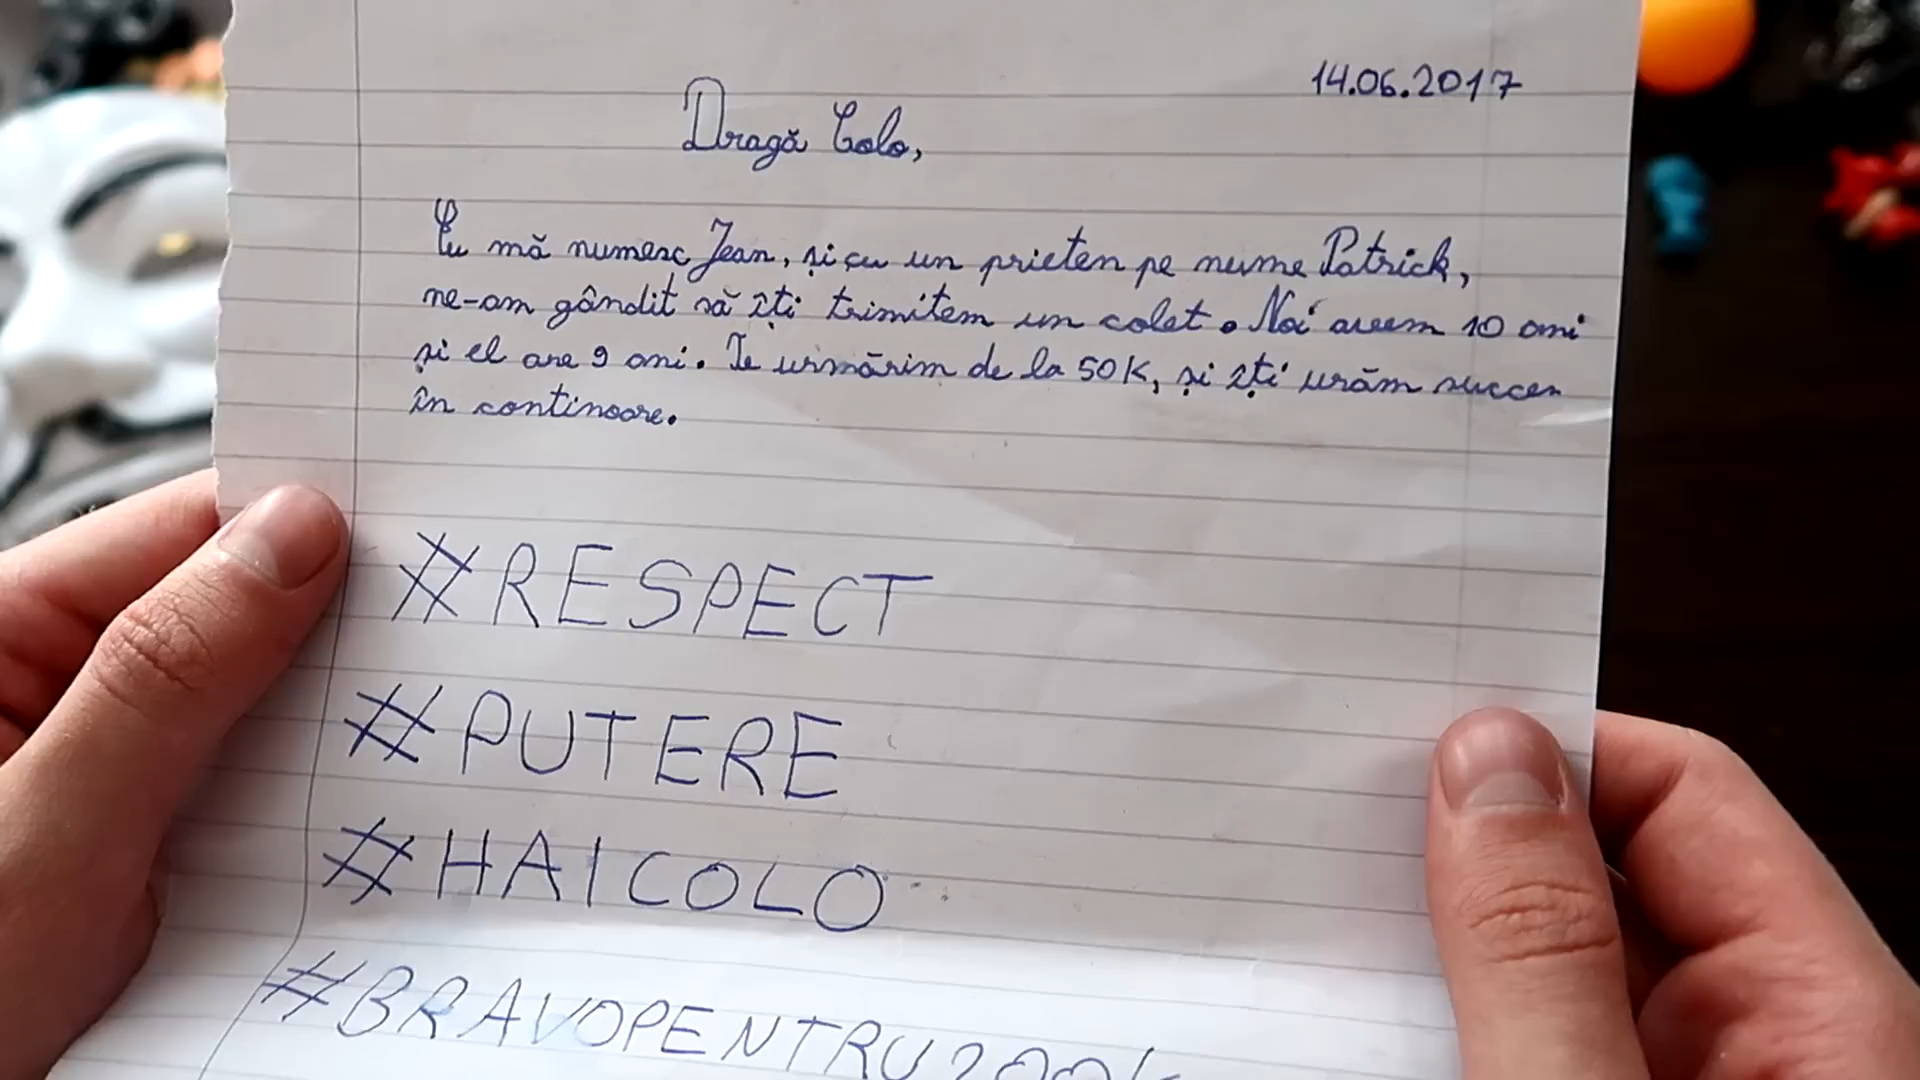 14.06.2017
Dragă Colo,
Eu mă numesc Jean, și cu un prieten pe nume Patrick,
ne-am gândit să îți trimitem un colet. Noi avem 10 ani
și el are 9 ani. Te urmărim de la 50K, și îți urăm succes
în continoare.
#RESPECT
#PUTERE
#HAICOLO
#BRAVOPENTRU200K